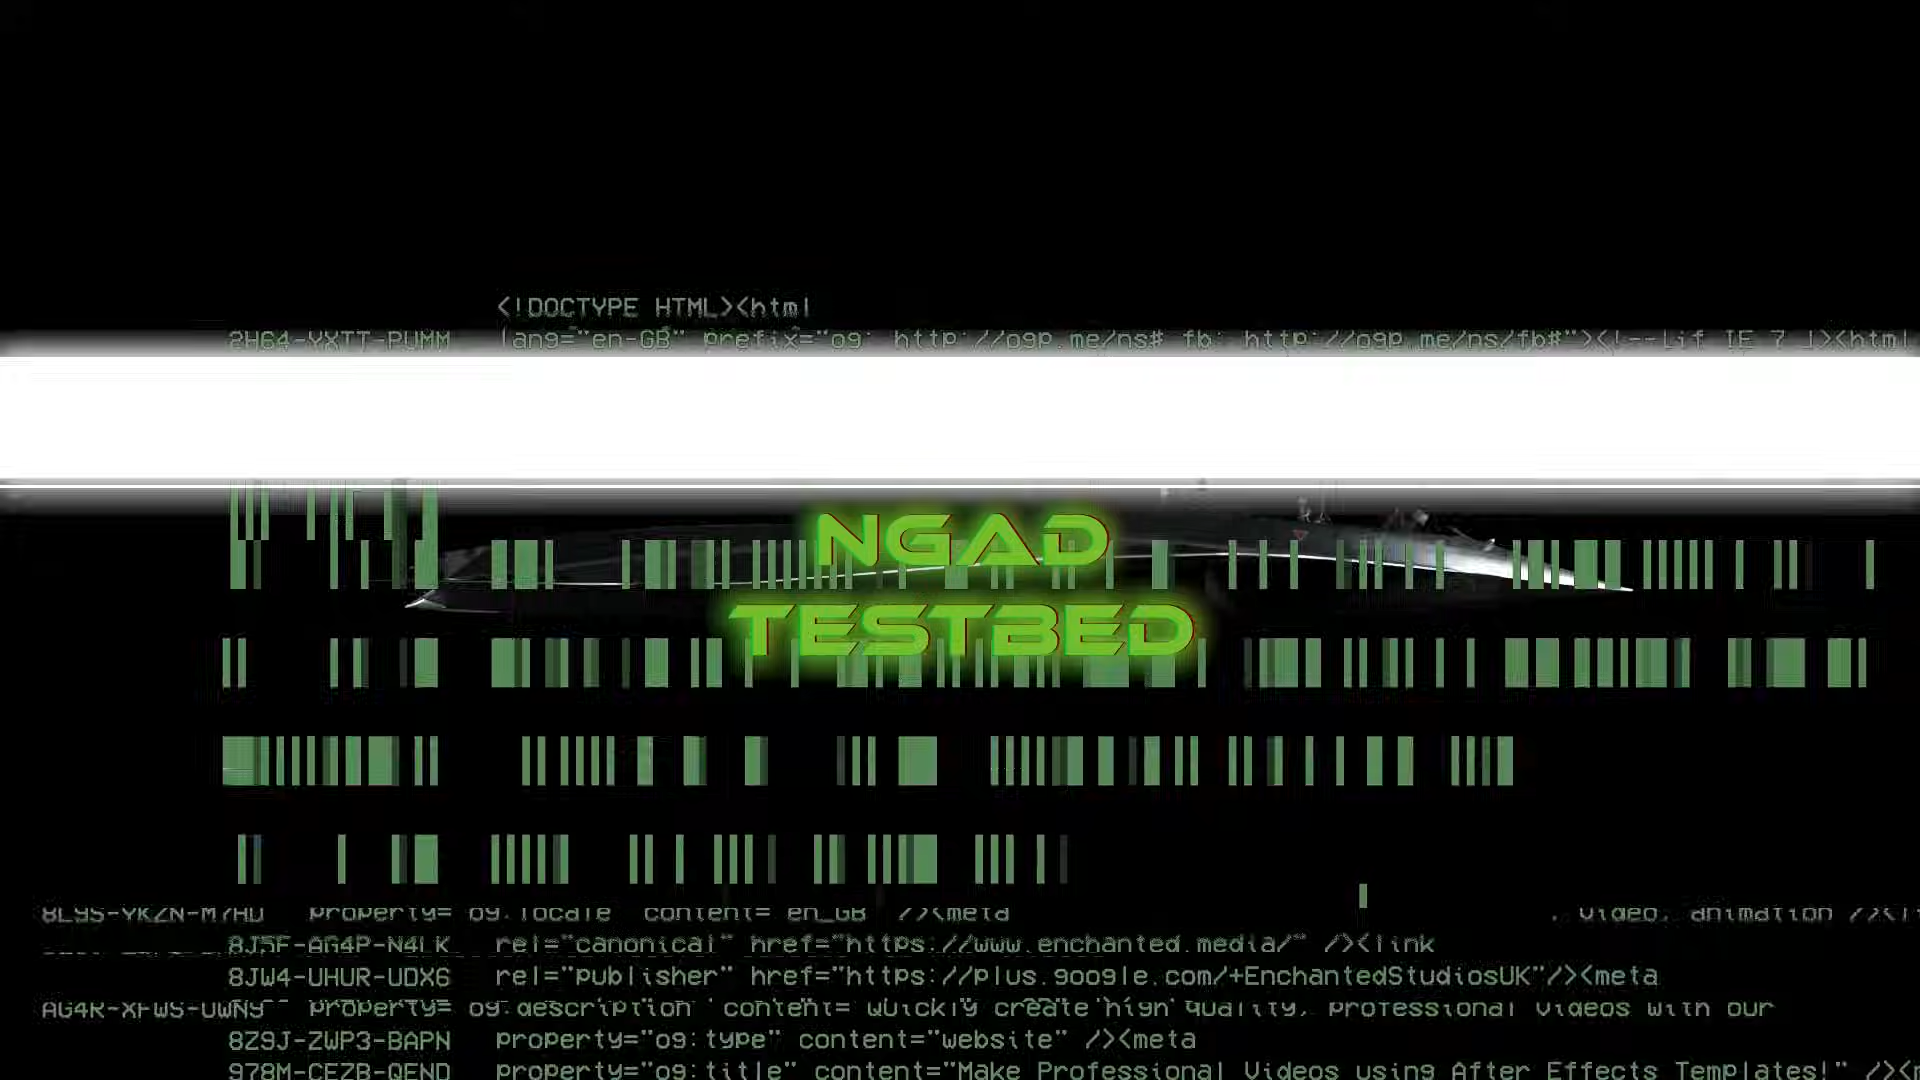 <!DOCTYPE HTML><html
2H64-YXTT-PUMM lang="en-GB" prefix="og: http://ogp.me/ns# fb: http://ogp.me/ns/fb#"><!--[if IE 7 ]><html
NGAD
TESTBED
property="og:locale" content="en_GB" /><meta video, animation
8J5F-AG4P-N4LK rel="canonical" href="https://www.enchanted.media/" /><link
8JW4-UHUR-UDX6 rel="publisher" href="https://plus.google.com/+EnchantedStudiosUK"/><meta
AG4R-XFWS-UWN9 property="og:description" content="Quickly create high quality, professional videos with our
8Z9J-ZWP3-BAPN property="og:type" content="website" /><meta
978M-CEZB-QEND property="og:title" content="Make Professional Videos using After Effects Templates!" />